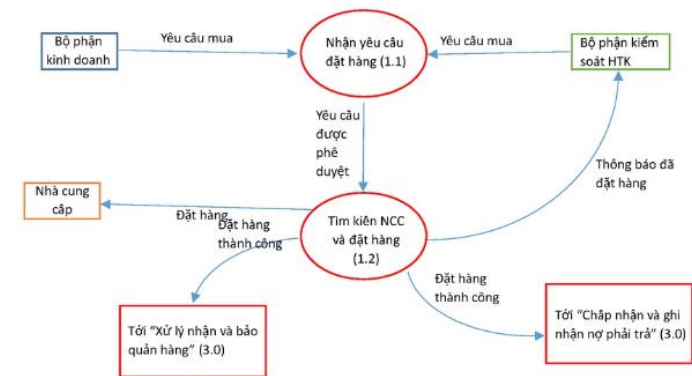 Bộ phận
kinh doanh
Yêu cầu mua
Nhận yêu cầu
đặt hàng (1.1)
Yêu cầu mua
Bộ phận kiểm
soát HTK
Yêu cầu
được
phê
duyệt
Thông báo đã
đặt hàng
Nhà cung
cấp
Đặt hàng
Đặt hàng
thành công
Tìm kiên NCC
và đặt hàng
(1.2)
Đặt hàng
thành công
Tới “Xử lý nhận và bảo
quản hàng” (3.0)
Tới “Chấp nhận và ghi
nhận nợ phải trả” (3.0)